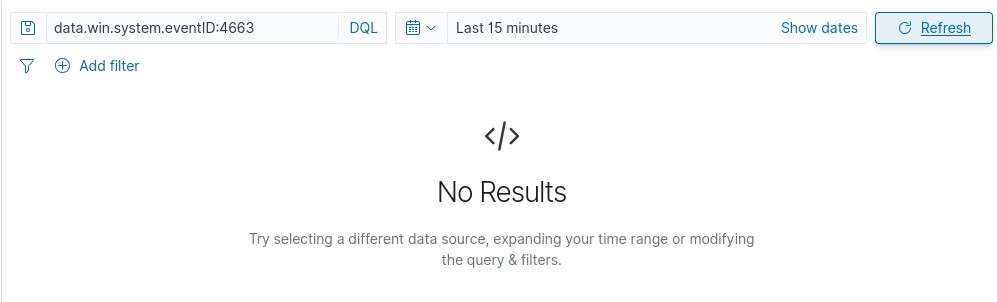 data.win.system.eventID:4663 DQL Last 15 minutes Show dates Refresh
Add filter
No Results
Try selecting a different data source, expanding your time range or modifying
the query & filters.